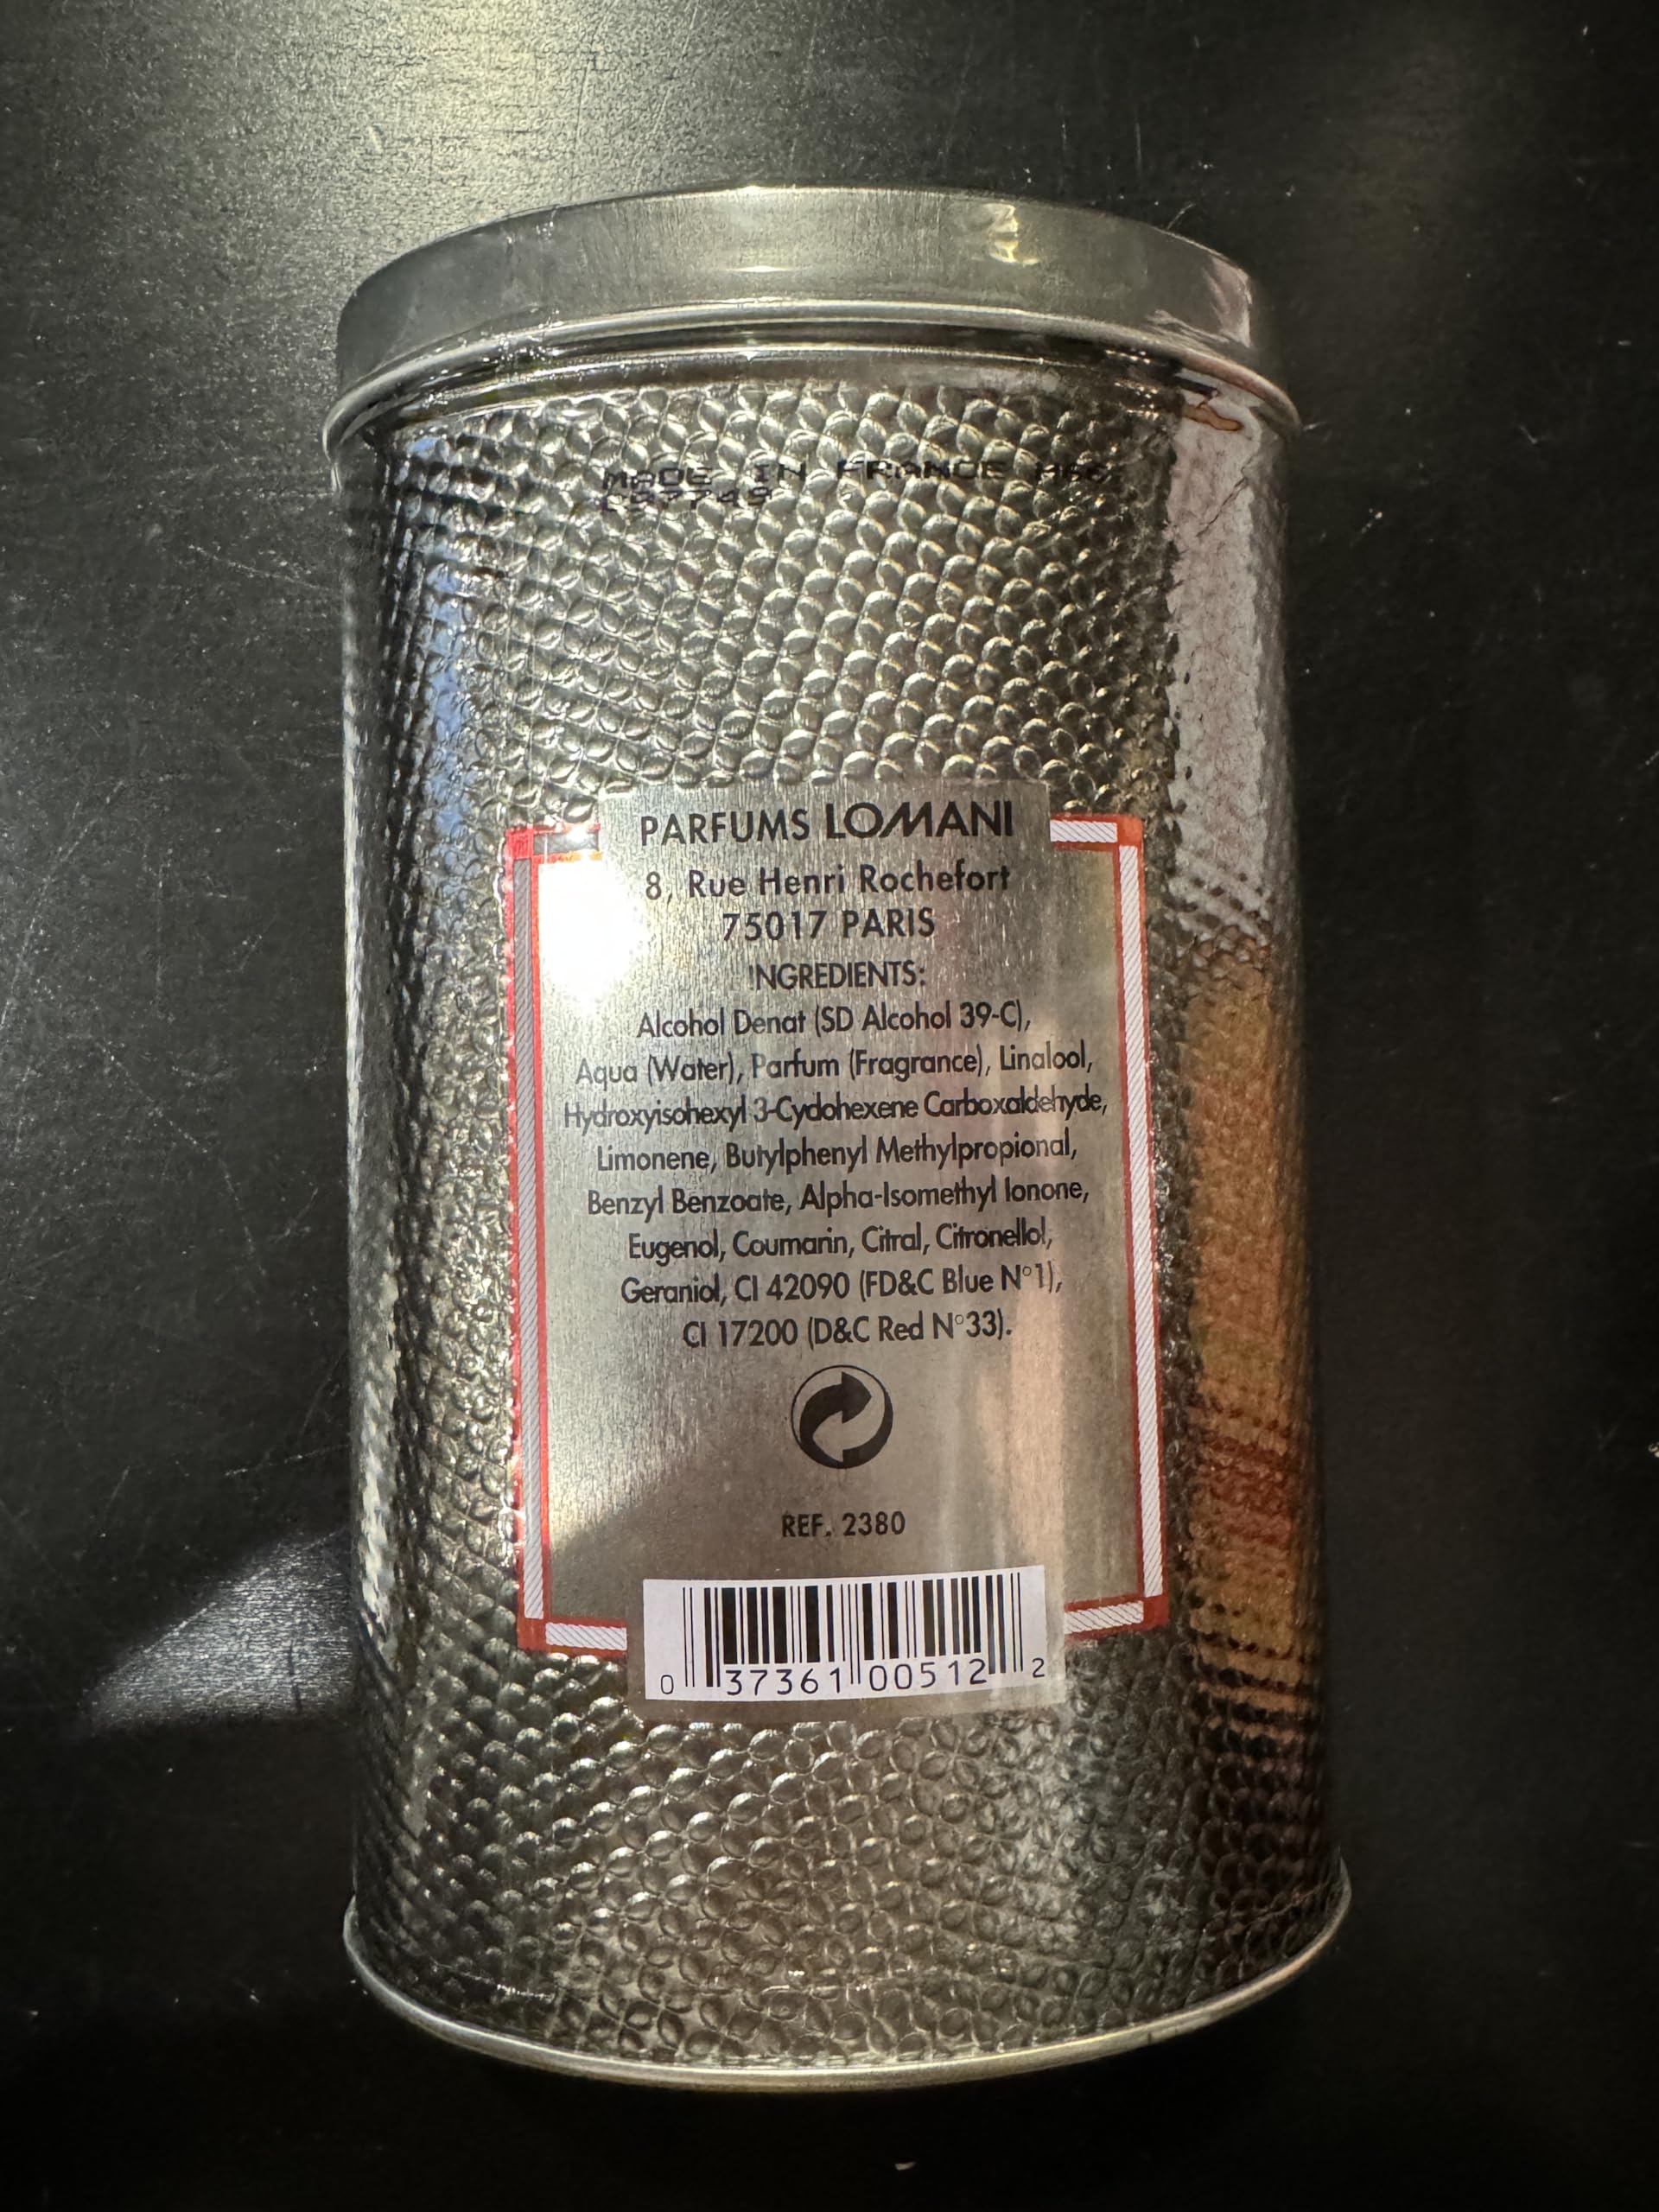 MADE IN FRANCE
PARFUMS LOMANI
8, Rue Henri Rochefort
75017 PARIS
INGREDIENTS:
Alcohol Denat (SD Alcohol 39-C),
Aqua (Water), Parfum (Fragrance), Linalool,
Hydroxyisohexyl 3-Cyclohexene Carboxaldehyde,
Limonene, Butylphenyl Methylpropional,
Benzyl Benzoate, Alpha-Isomethyl Ionone,
Eugenol, Coumarin, Citral, Citronellol,
Geraniol, CI 42090 (FD&C Blue N°1),
CI 17200 (D&C Red N°33).
REF. 2380
0 37361 00512 2